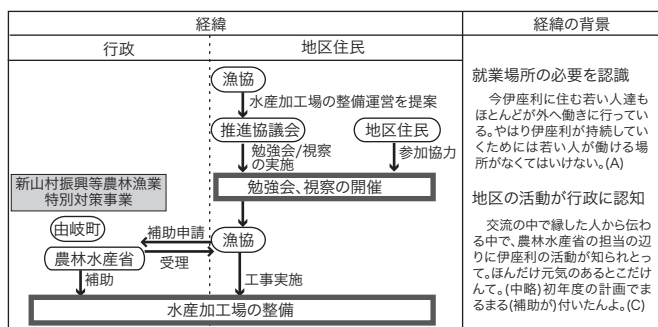 経緯
経緯の背景
行政
地区住民
漁協
水産加工場の整備運営を提案
推進協議会
地区住民
勉強会/視察
の実施
参加協力
勉強会、視察の開催
新山村振興等農林漁業
特別対策事業
由岐町
補助申請
漁協
農林水産省
受理
補助
工事実施
水産加工場の整備
就業場所の必要を認識
今伊座利に住む若い人達も
ほとんどが外へ働きに行ってい
る。やはり伊座利が持続してい
くためには若い人が働ける場
所がなくてはいけない。(A)
地区の活動が行政に認知
交流の中で縁した人から伝わ
る中で、農林水産省の担当の辺
りに伊座利の活動が知られとっ
て。ほんだけ元気のあるとこだけ
んて。(中略)初年度の計画でま
るまる(補助が)付いたんよ。(C)